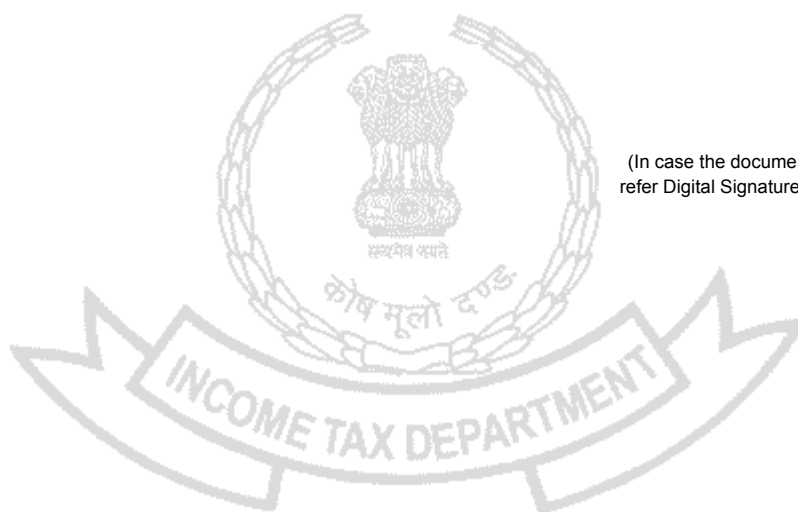 (In case the docume
refer Digital Signature
सत्यमेव जयते
कोष मूलो दण्ड:
INCOME TAX DEPARTMENT